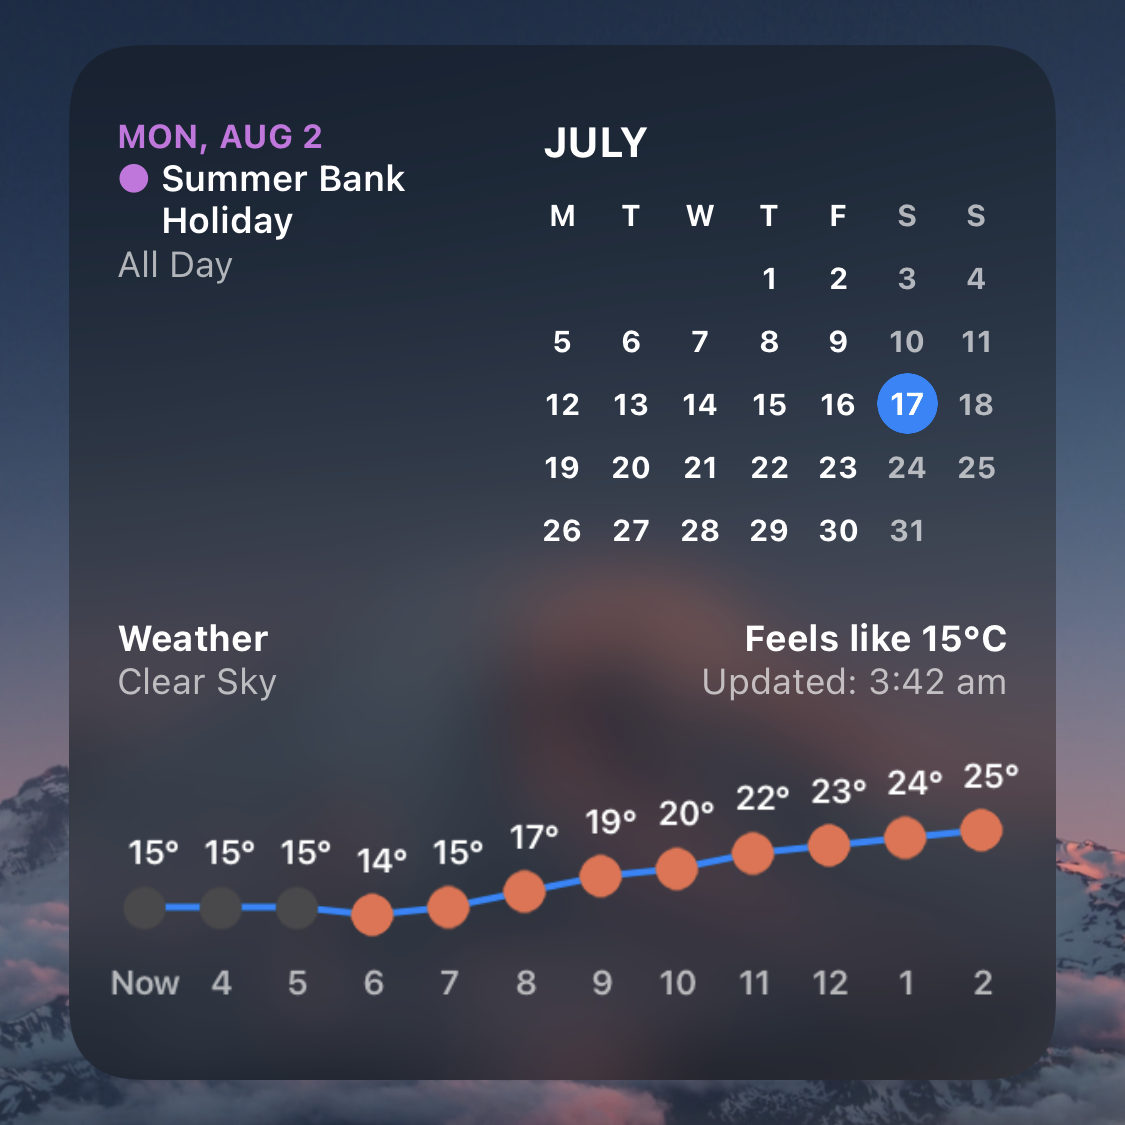 MON, AUG 2
Summer Bank
Holiday
All Day
JULY
M T W T F S S
1 2 3 4
5 6 7 8 9 10 11
12 13 14 15 16 17 18
19 20 21 22 23 24 25
26 27 28 29 30 31
Weather Feels like 15°C
Clear Sky Updated: 3:42 am
15° 15° 15° 14° 15° 17° 19° 20° 22° 23° 24° 25°
Now 4 5 6 7 8 9 10 11 12 1 2